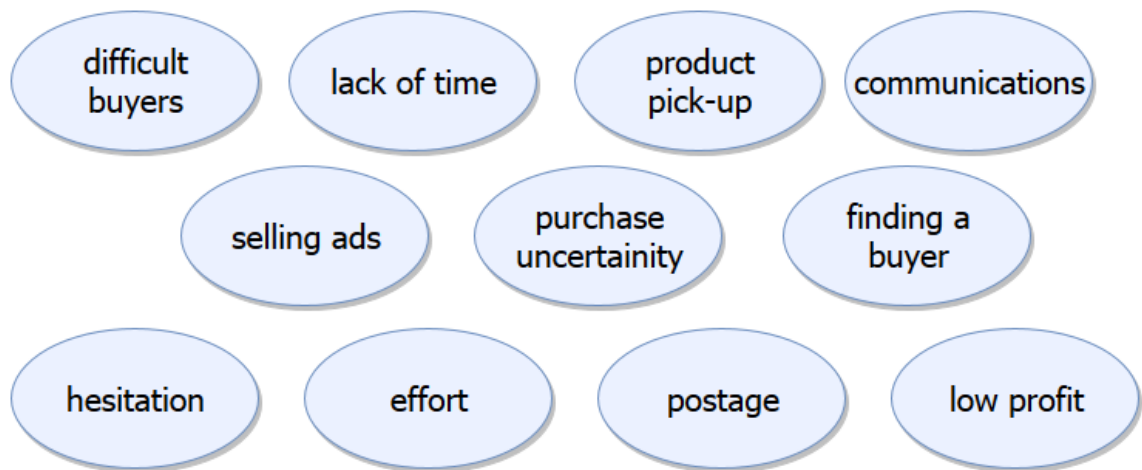 difficult
buyers
lack of time
product
pick-up
communications
selling ads
purchase
uncertainity
finding a
buyer
hesitation
effort
postage
low profit